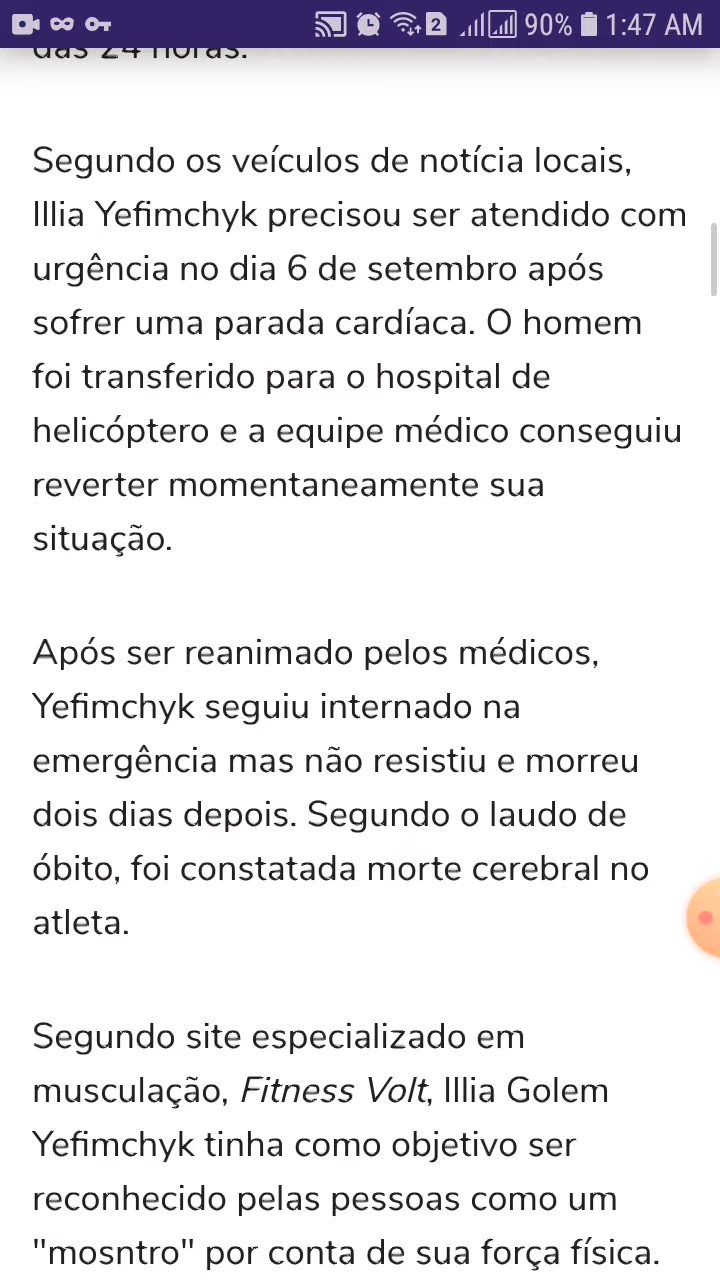 90% 1:47 AM
2
das 24 horas.
Segundo os veículos de notícia locais,
Illia Yefimchyk precisou ser atendido com
urgência no dia 6 de setembro após
sofrer uma parada cardíaca. O homem
foi transferido para o hospital de
helicóptero e a equipe médico conseguiu
reverter momentaneamente sua
situação.
Após ser reanimado pelos médicos,
Yefimchyk seguiu internado na
emergência mas não resistiu e morreu
dois dias depois. Segundo o laudo de
óbito, foi constatada morte cerebral no
atleta.
Segundo site especializado em
musculação, Fitness Volt, Illia Golem
Yefimchyk tinha como objetivo ser
reconhecido pelas pessoas como um
"mosntro" por conta de sua força física.